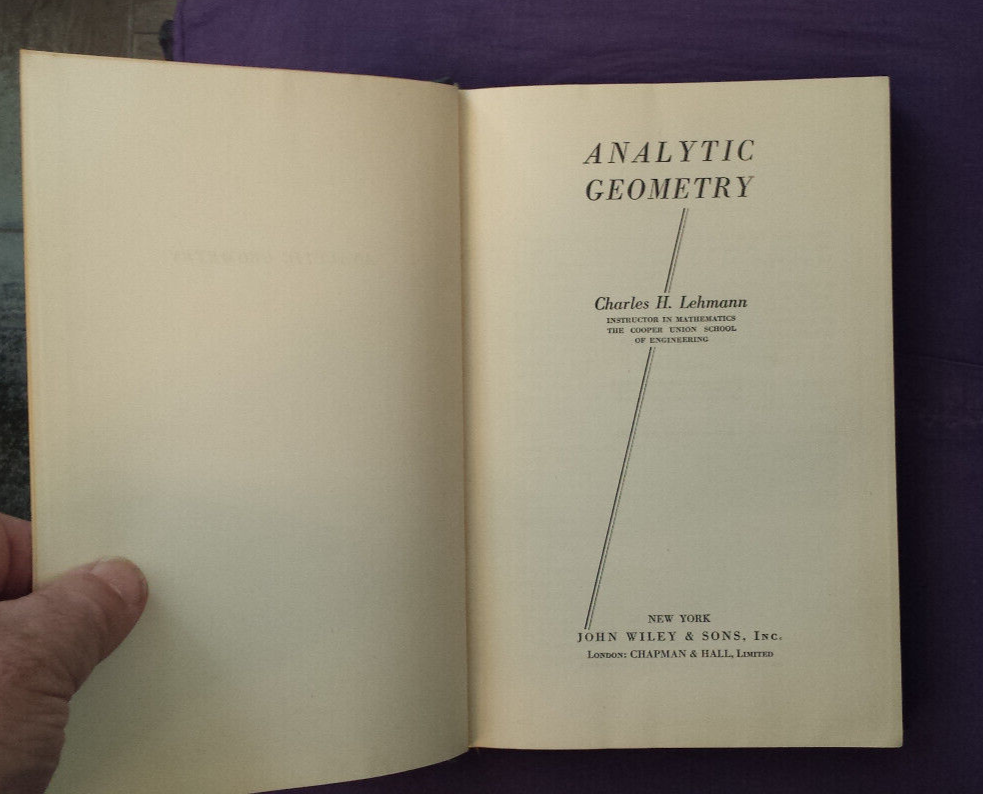 ANALYTIC
GEOMETRY
Charles H. Lehmann
INSTRUCTOR IN MATHEMATICS
THE COOPER UNION SCHOOL
OF ENGINEERING
NEW YORK
JOHN WILEY & SONS, INC.
LONDON: CHAPMAN & HALL, LIMITED